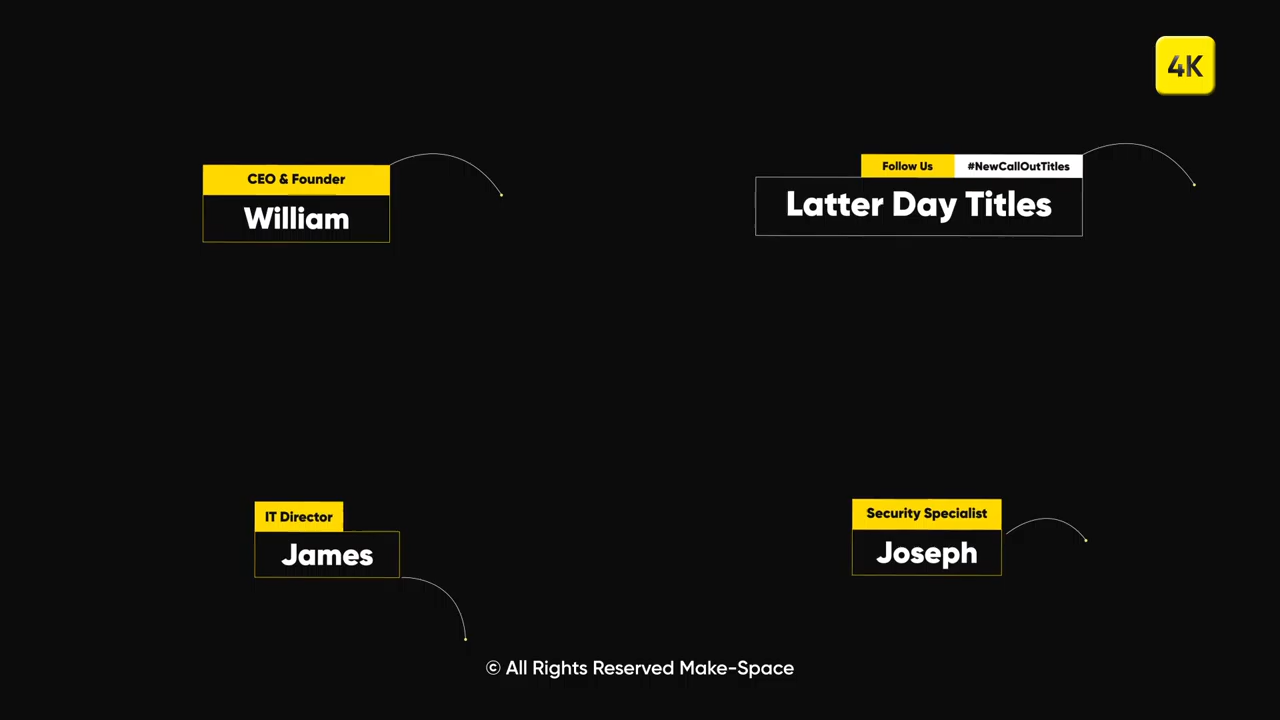 4K
CEO & Founder
William
Follow Us #NewCallOutTitles
Latter Day Titles
IT Director
James
Security Specialist
Joseph
© All Rights Reserved Make-Space